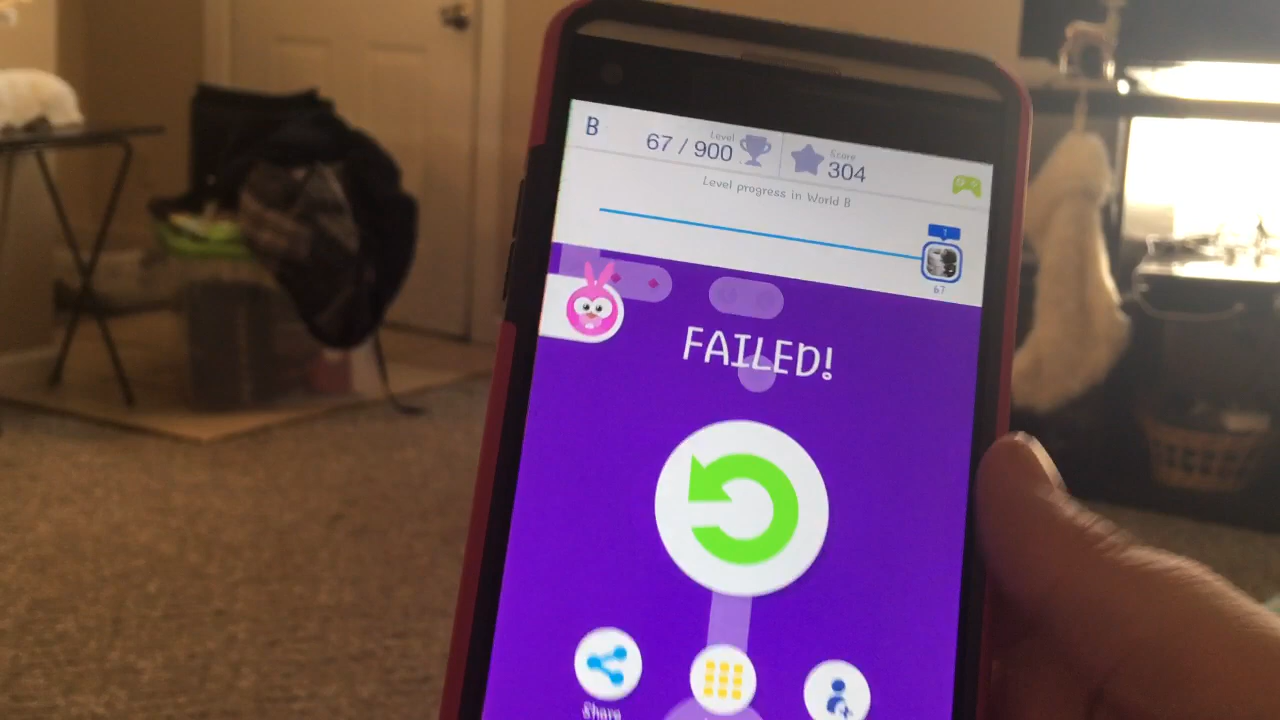 B
Level
67 / 900
Score
304
Level progress in World B
1
67
FAILED!
Share